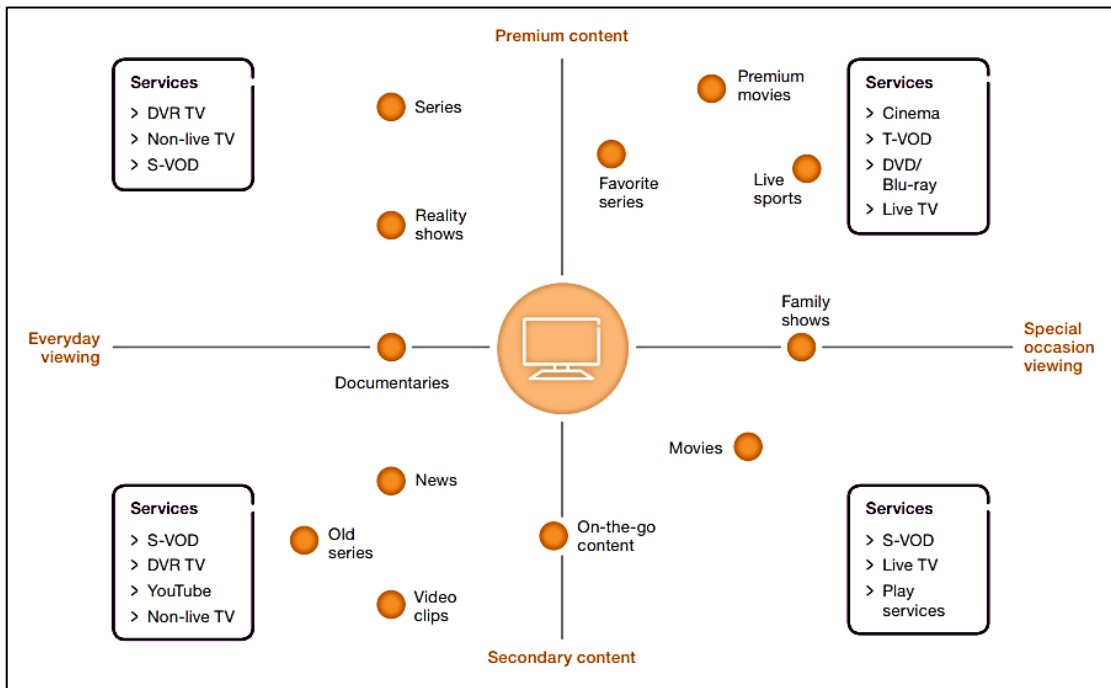 Premium content
Services
> DVR TV
> Non-live TV
> S-VOD
Series
Reality
shows
Premium
movies
Favorite
series
Live
sports
Services
> Cinema
> T-VOD
> DVD/
Blu-ray
> Live TV
Everyday
viewing
Documentaries
Family
shows
Special
occasion
viewing
Services
> S-VOD
> DVR TV
> YouTube
> Non-live TV
News
Old
series
Video
clips
On-the-go
content
Movies
Services
> S-VOD
> Live TV
> Play
services
Secondary content